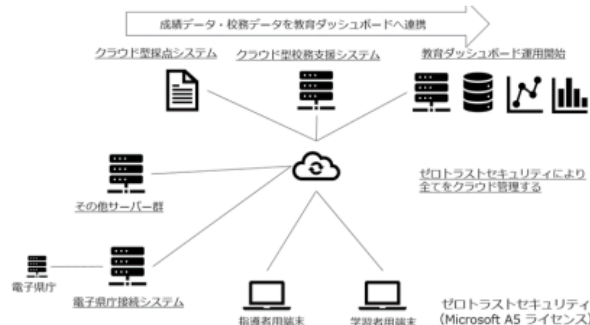 成績データ・校務データを教育ダッシュボードへ連携
クラウド型採点システム
クラウド型校務支援システム
教育ダッシュボード運用開始
ゼロトラストセキュリティにより
全てをクラウド管理する
その他サーバー群
電子県庁
電子県庁接続システム
指導者用端末
学習者用端末
ゼロトラストセキュリティ
(Microsoft A5 ライセンス)